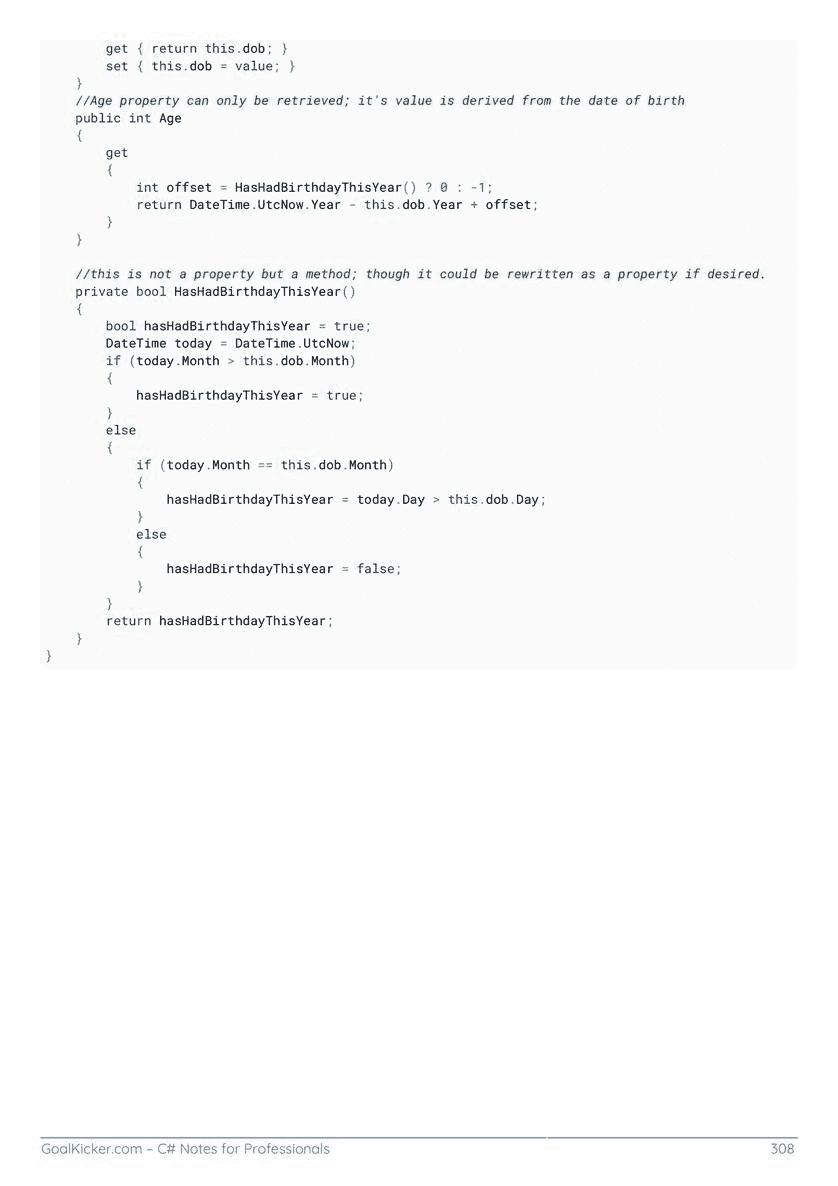 get { return this.dob; }
        set { this.dob = value; }
    }
    //Age property can only be retrieved; it's value is derived from the date of birth
    public int Age
    {
        get
        {
            int offset = HasHadBirthdayThisYear() ? 0 : -1;
            return DateTime.UtcNow.Year - this.dob.Year + offset;
        }
    }

    //this is not a property but a method; though it could be rewritten as a property if desired.
    private bool HasHadBirthdayThisYear()
    {
        bool hasHadBirthdayThisYear = true;
        DateTime today = DateTime.UtcNow;
        if (today.Month > this.dob.Month)
        {
            hasHadBirthdayThisYear = true;
        }
        else
        {
            if (today.Month == this.dob.Month)
            {
                hasHadBirthdayThisYear = today.Day > this.dob.Day;
            }
            else
            {
                hasHadBirthdayThisYear = false;
            }
        }
        return hasHadBirthdayThisYear;
    }
}
GoalKicker.com – C# Notes for Professionals 308